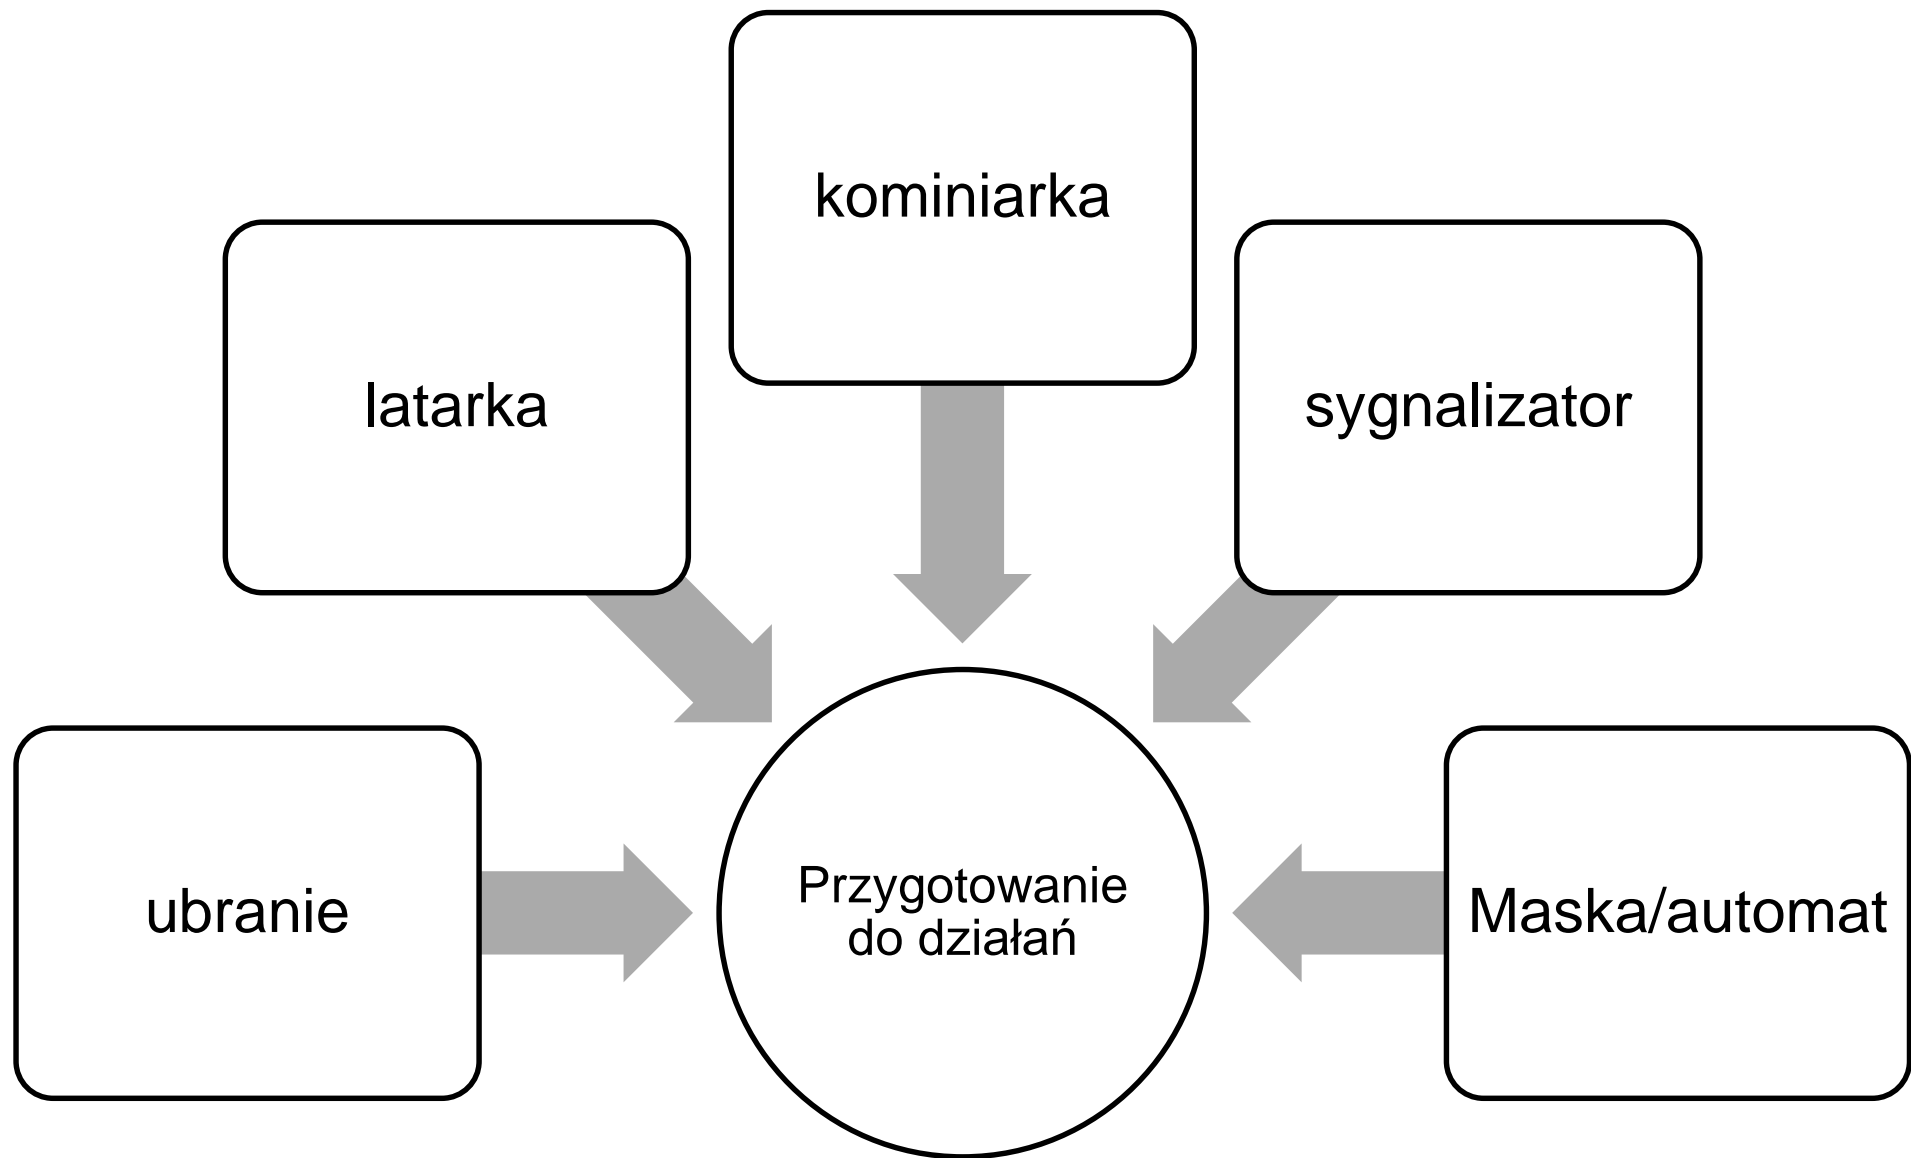 kominiarka
latarka
sygnalizator
ubranie
Przygotowanie
do działań
Maska/automat